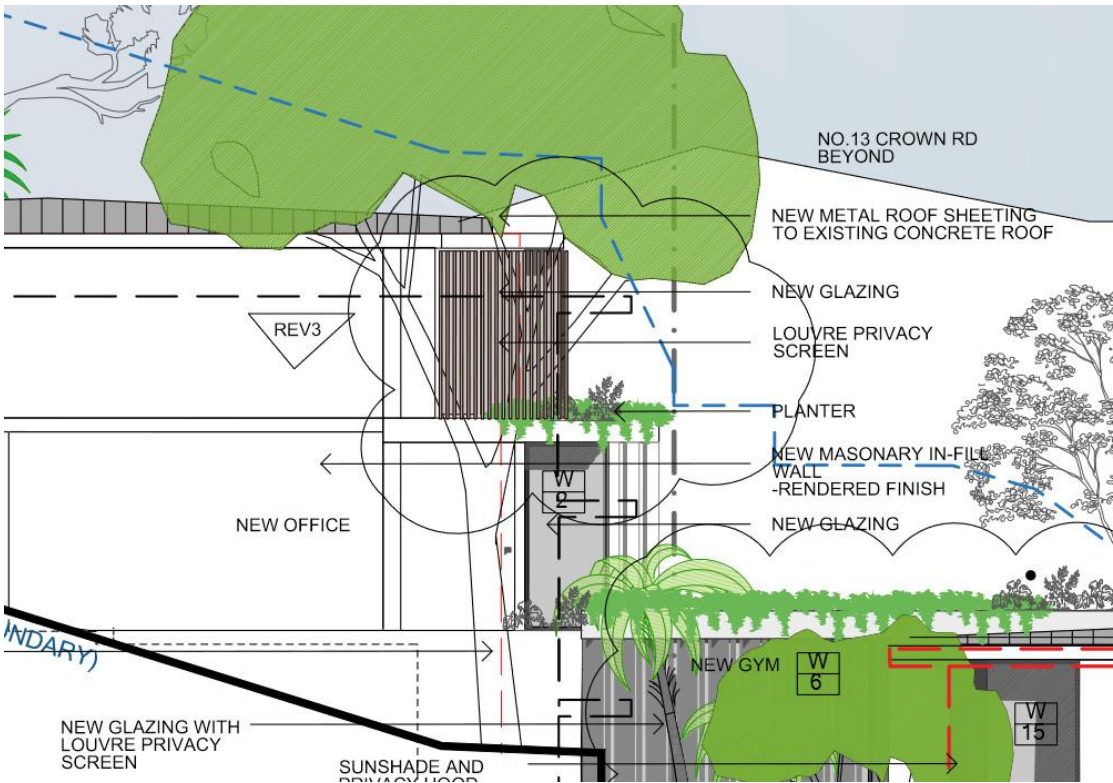 NO.13 CROWN RD
BEYOND
NEW METAL ROOF SHEETING
TO EXISTING CONCRETE ROOF
NEW GLAZING
REV3
LOUVRE PRIVACY
SCREEN
PLANTER
NEW MASONARY IN-FILL
WALL
-RENDERED FINISH
W
2
NEW OFFICE
NEW GLAZING
NDARY)
NEW GYM
W
6
W
15
NEW GLAZING WITH
LOUVRE PRIVACY
SCREEN
SUNSHADE AND
PRIVACY HOOD